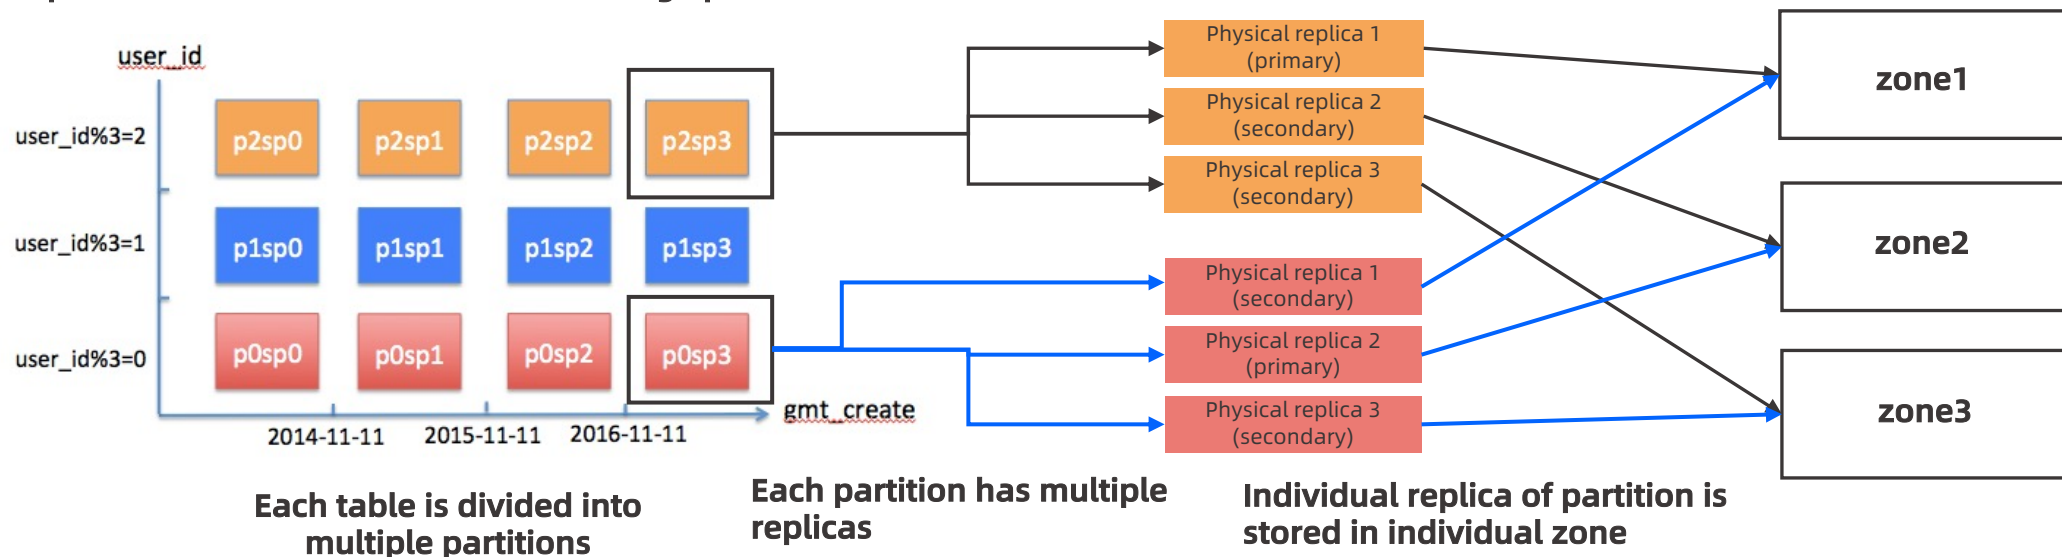 user_id
user_id%3=2
p2sp0
p2sp1
p2sp2
p2sp3
user_id%3=1
p1sp0
p1sp1
p1sp2
p1sp3
user_id%3=0
p0sp0
p0sp1
p0sp2
p0sp3
gmt_create
2014-11-11
2015-11-11
2016-11-11
Each table is divided into
multiple partitions
Physical replica 1
(primary)
Physical replica 2
(secondary)
Physical replica 3
(secondary)
Physical replica 1
(secondary)
Physical replica 2
(primary)
Physical replica 3
(secondary)
Each partition has multiple
replicas
zone1
zone2
zone3
Individual replica of partition is
stored in individual zone